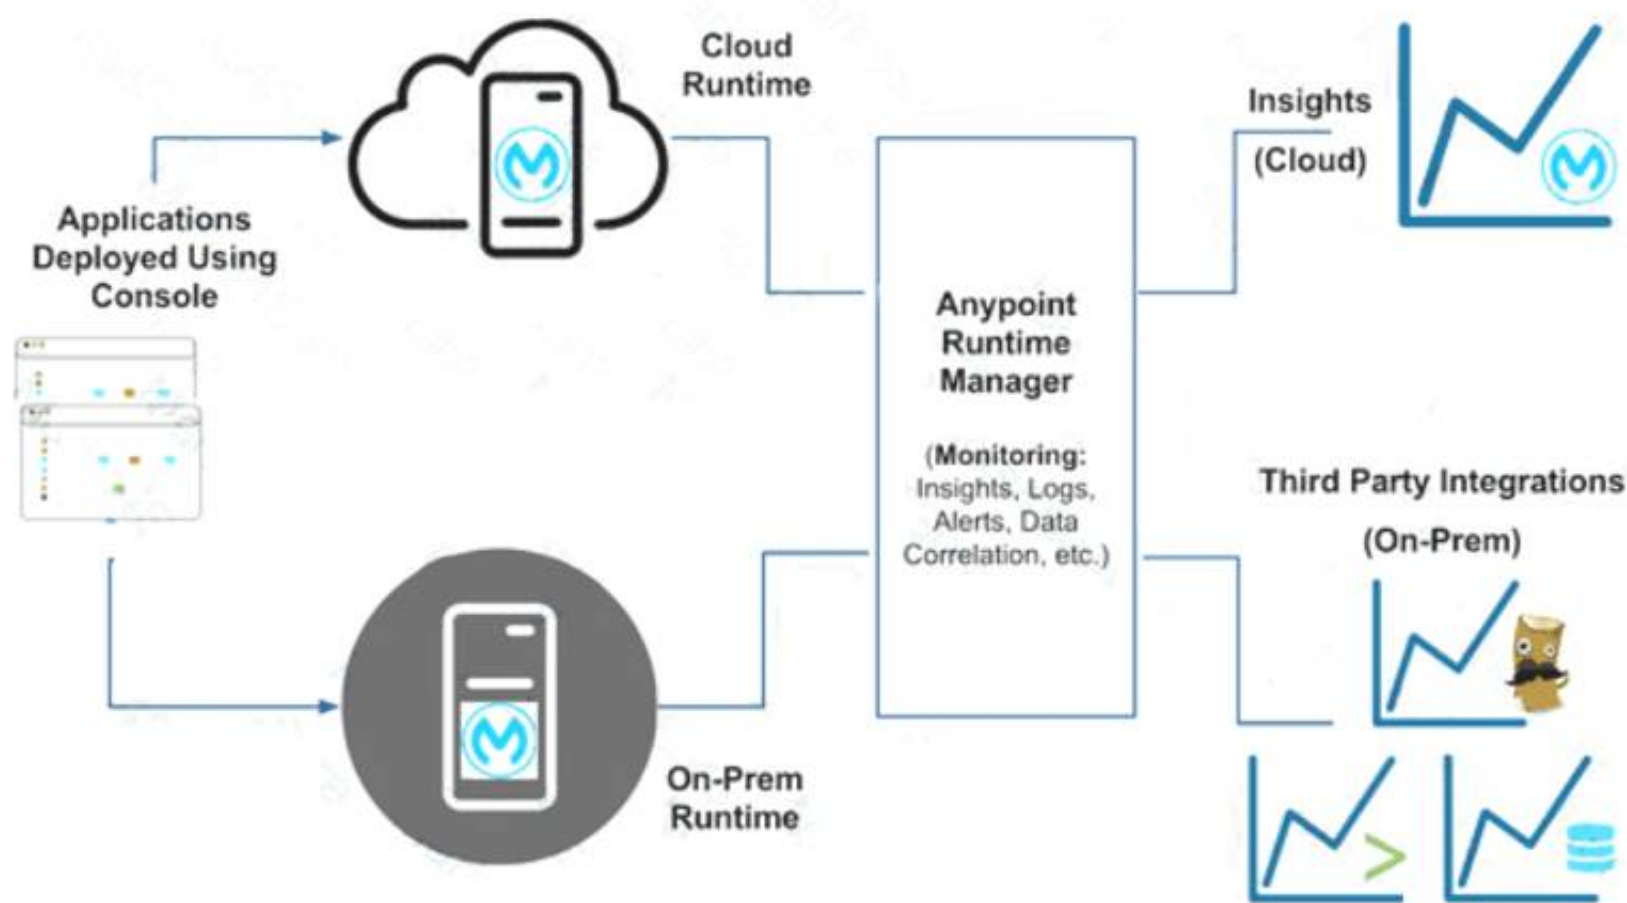 Cloud
Runtime
Insights
(Cloud)
Applications
Deployed Using
Console
Anypoint
Runtime
Manager
(Monitoring:
Insights, Logs,
Alerts, Data
Correlation, etc.)
Third Party Integrations
(On-Prem)
On-Prem
Runtime